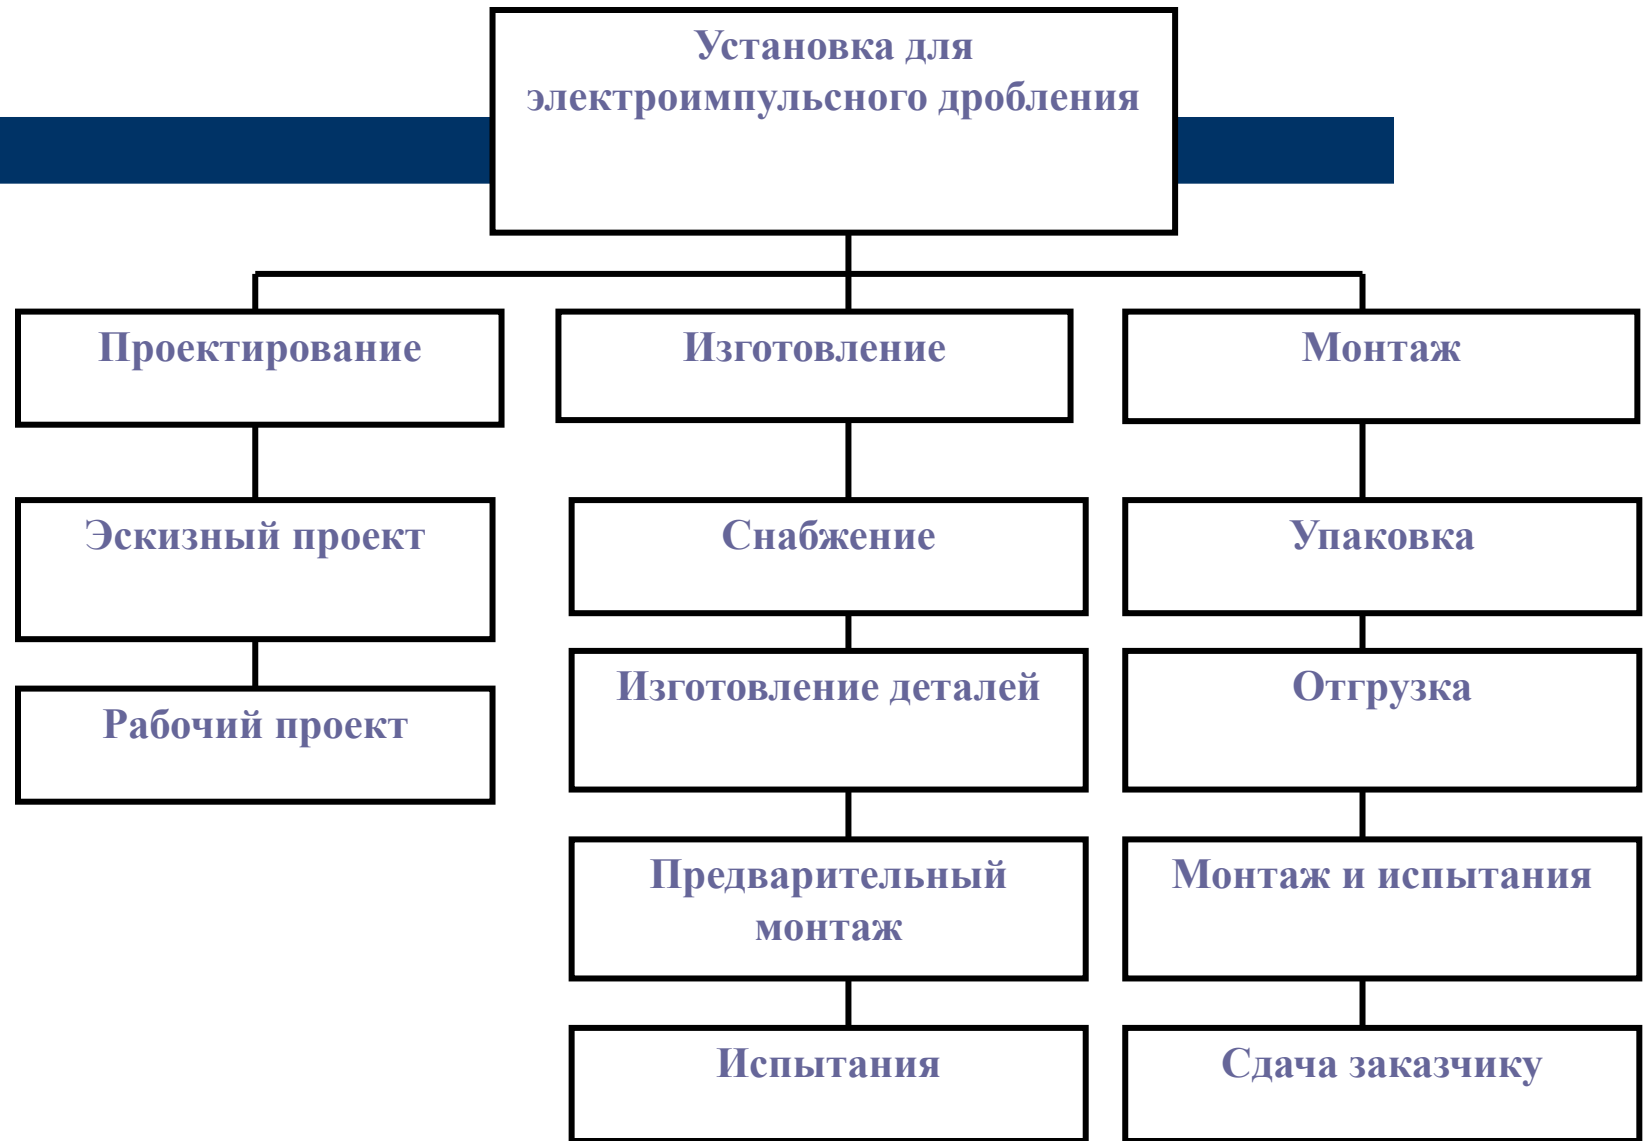 Установка для
электроимпульсного дробления
Проектирование
Изготовление
Монтаж
Эскизный проект
Снабжение
Упаковка
Рабочий проект
Изготовление деталей
Отгрузка
Предварительный
монтаж
Монтаж и испытания
Испытания
Сдача заказчику